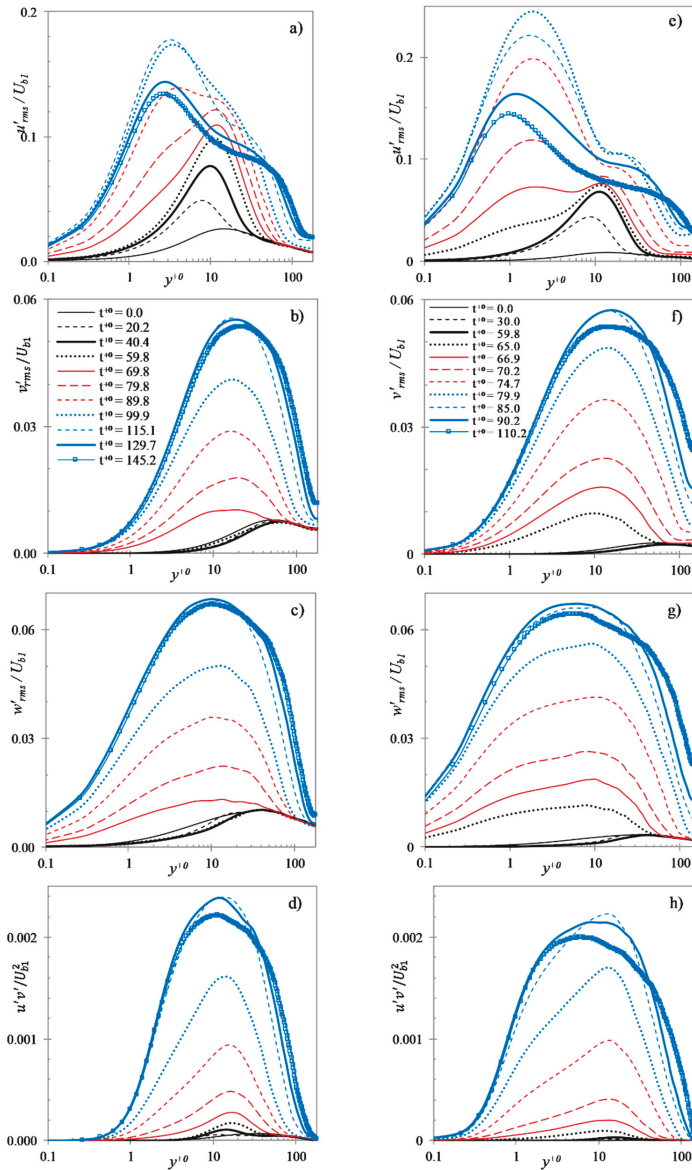 a)
0.2
0.1
0.0
u'rms / Ub1
0.1
1
10
100
y+0
e)
0.2
0.1
0.0
u'rms / Ub1
0.1
1
10
100
y+0
b)
0.06
0.03
0.00
v'rms / Ub1
t+0 = 0.0
t+0 = 20.2
t+0 = 40.4
t+0 = 59.8
t+0 = 69.8
t+0 = 79.8
t+0 = 89.8
t+0 = 99.9
t+0 = 115.1
t+0 = 129.7
t+0 = 145.2
0.1
1
10
100
y+0
f)
0.06
0.03
0
v'rms / Ub1
t+0 = 0.0
t+0 = 30.0
t+0 = 59.8
t+0 = 65.0
t+0 = 66.9
t+0 = 70.2
t+0 = 74.7
t+0 = 79.9
t+0 = 85.0
t+0 = 90.2
t+0 = 110.2
0.1
1
10
100
y+0
c)
0.06
0.03
0.00
w'rms / Ub1
0.1
1
10
100
y+0
g)
0.06
0.03
0
w'rms / Ub1
0.1
1
10
100
y+0
d)
0.002
0.001
0.000
u'v'/U²b1
0.1
1
10
100
y+0
h)
0.002
0.001
0
u'v'/U²b1
0.1
1
10
100
y+0